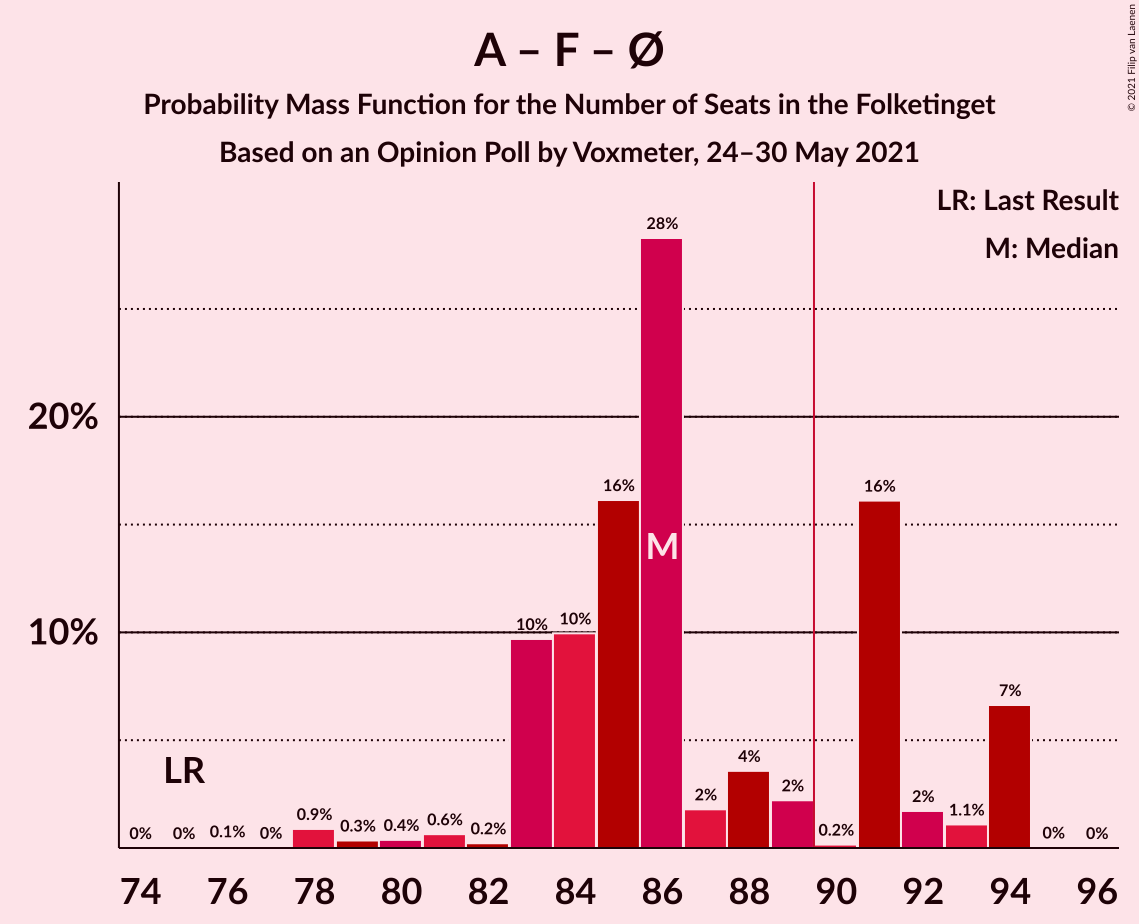 A – F – Ø
Probability Mass Function for the Number of Seats in the Folketinget
Based on an Opinion Poll by Voxmeter, 24–30 May 2021
© 2021 Filip van Laenen
LR: Last Result
M: Median
28%
20%
16%
16%
M
10%
10%
10%
7%
LR
4%
2%
2%
2%
1.1%
0.9%
0.6%
0.4%
0.3%
0.2%
0.2%
0.1%
0%
0%
0%
0%
0%
74 76 78 80 82 84 86 88 90 92 94 96